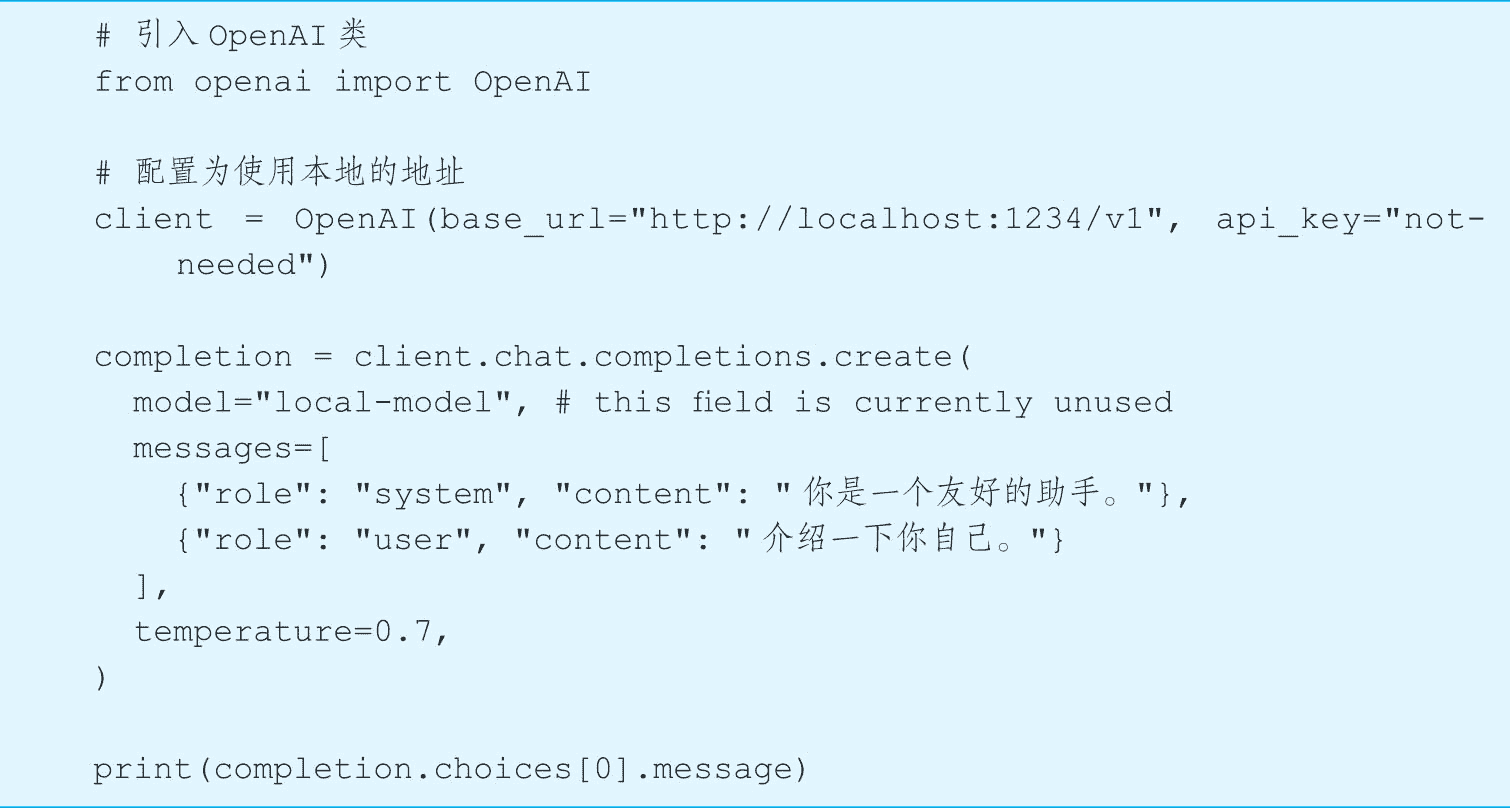 # 引入 OpenAI 类
from openai import OpenAI
# 配置为使用本地的地址
client = OpenAI(base_url="http://localhost:1234/v1", api_key="not-
needed")
completion = client.chat.completions.create(
model="local-model", # this field is currently unused
messages=[
{"role": "system", "content": "你是一个友好的助手。"},
{"role": "user", "content": "介绍一下你自己。"}
],
temperature=0.7,
)
print(completion.choices[0].message)